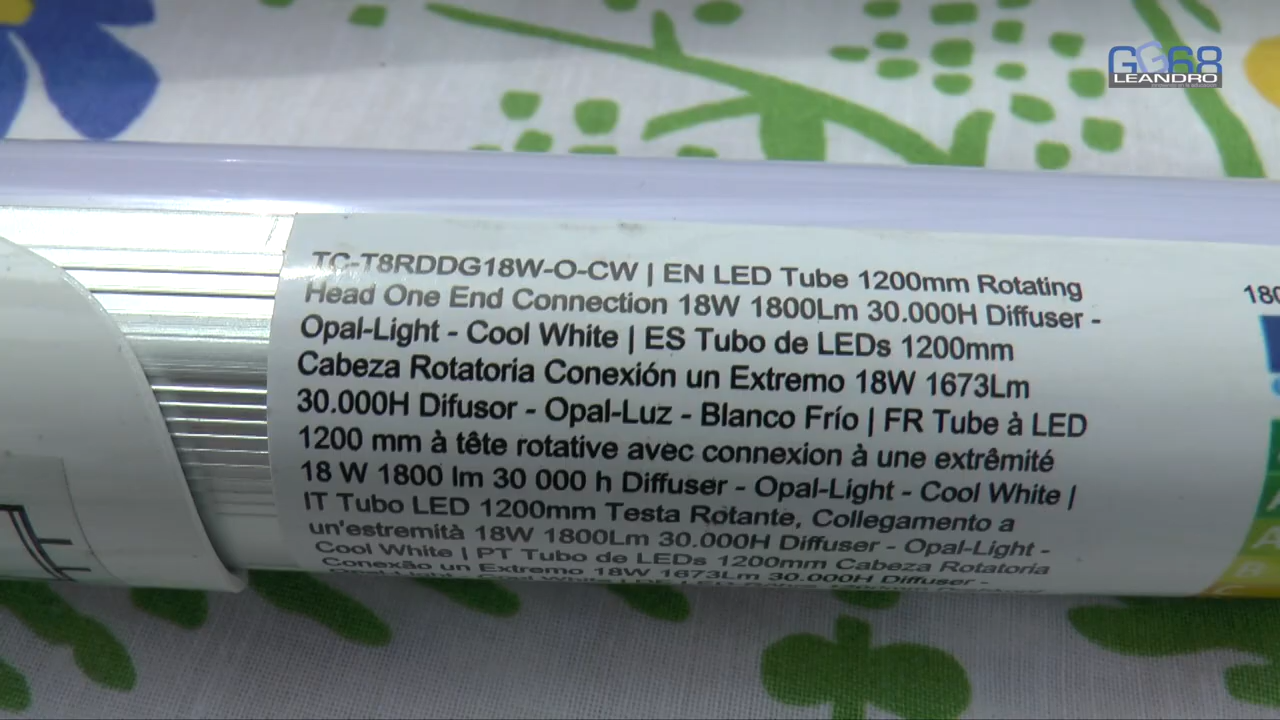 GG68
LEANDRO
TC-T8RDDG18W-O-CW | EN LED Tube 1200mm Rotating
Head One End Connection 18W 1800Lm 30.000H Diffuser -
Opal-Light - Cool White | ES Tubo de LEDs 1200mm
Cabeza Rotatoria Conexión un Extremo 18W 1673Lm
30.000H Difusor - Opal-Luz - Blanco Frío | FR Tube à LED
1200 mm à tête rotative avec connexion à une extrêmité
18 W 1800 lm 30 000 h Diffuser - Opal-Light - Cool White |
IT Tubo LED 1200mm Testa Rotante, Collegamento a
un'estremità 18W 1800Lm 30.000H Diffuser - Opal-Light -
Cool White | PT Tubo de LEDs 1200mm Cabeza Rotatoria
Conexão un Extremo 18W 1673Lm 30.000H Diffuser -
180
A
B